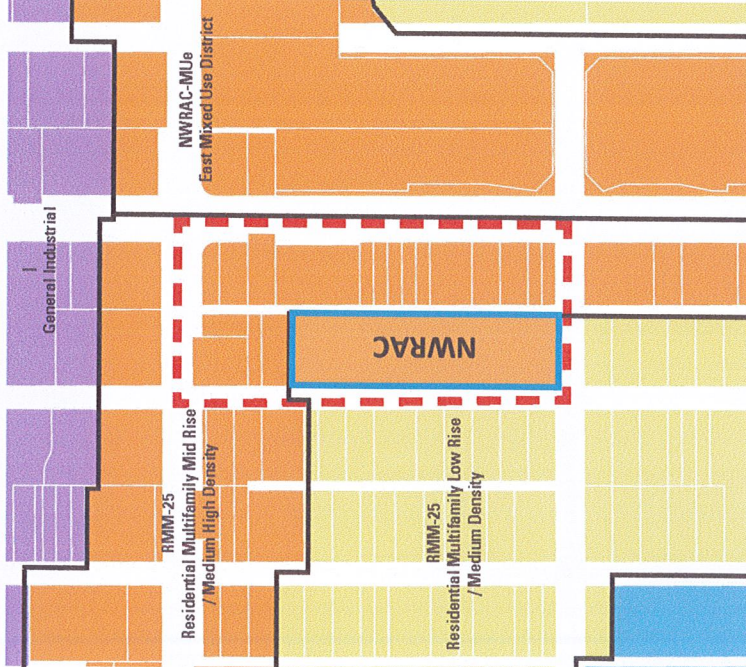 I
General Industrial
NWRAC-MUe
East Mixed Use District
RMM-25
Residential Multifamily Mid Rise
/ Medium High Density
NWRAC
RMM-25
Residential Multifamily Low Rise
/ Medium Density